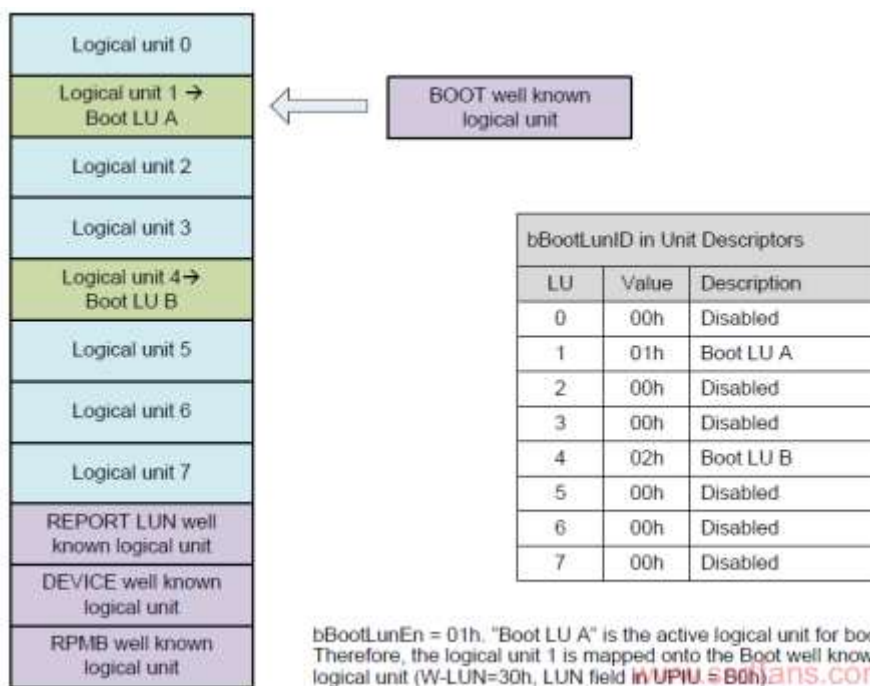 Logical unit 0
Logical unit 1 →
Boot LU A
Logical unit 2
Logical unit 3
Logical unit 4→
Boot LU B
Logical unit 5
Logical unit 6
Logical unit 7
REPORT LUN well
known logical unit
DEVICE well known
logical unit
RPMB well known
logical unit
BOOT well known
logical unit
bBootLunID in Unit Descriptors
LU Value Description
0 00h Disabled
1 01h Boot LU A
2 00h Disabled
3 00h Disabled
4 02h Boot LU B
5 00h Disabled
6 00h Disabled
7 00h Disabled
bBootLunEn = 01h. "Boot LU A" is the active logical unit for boo
Therefore, the logical unit 1 is mapped onto the Boot well know
logical unit (W-LUN=30h, LUN field in UPIU = B0h)